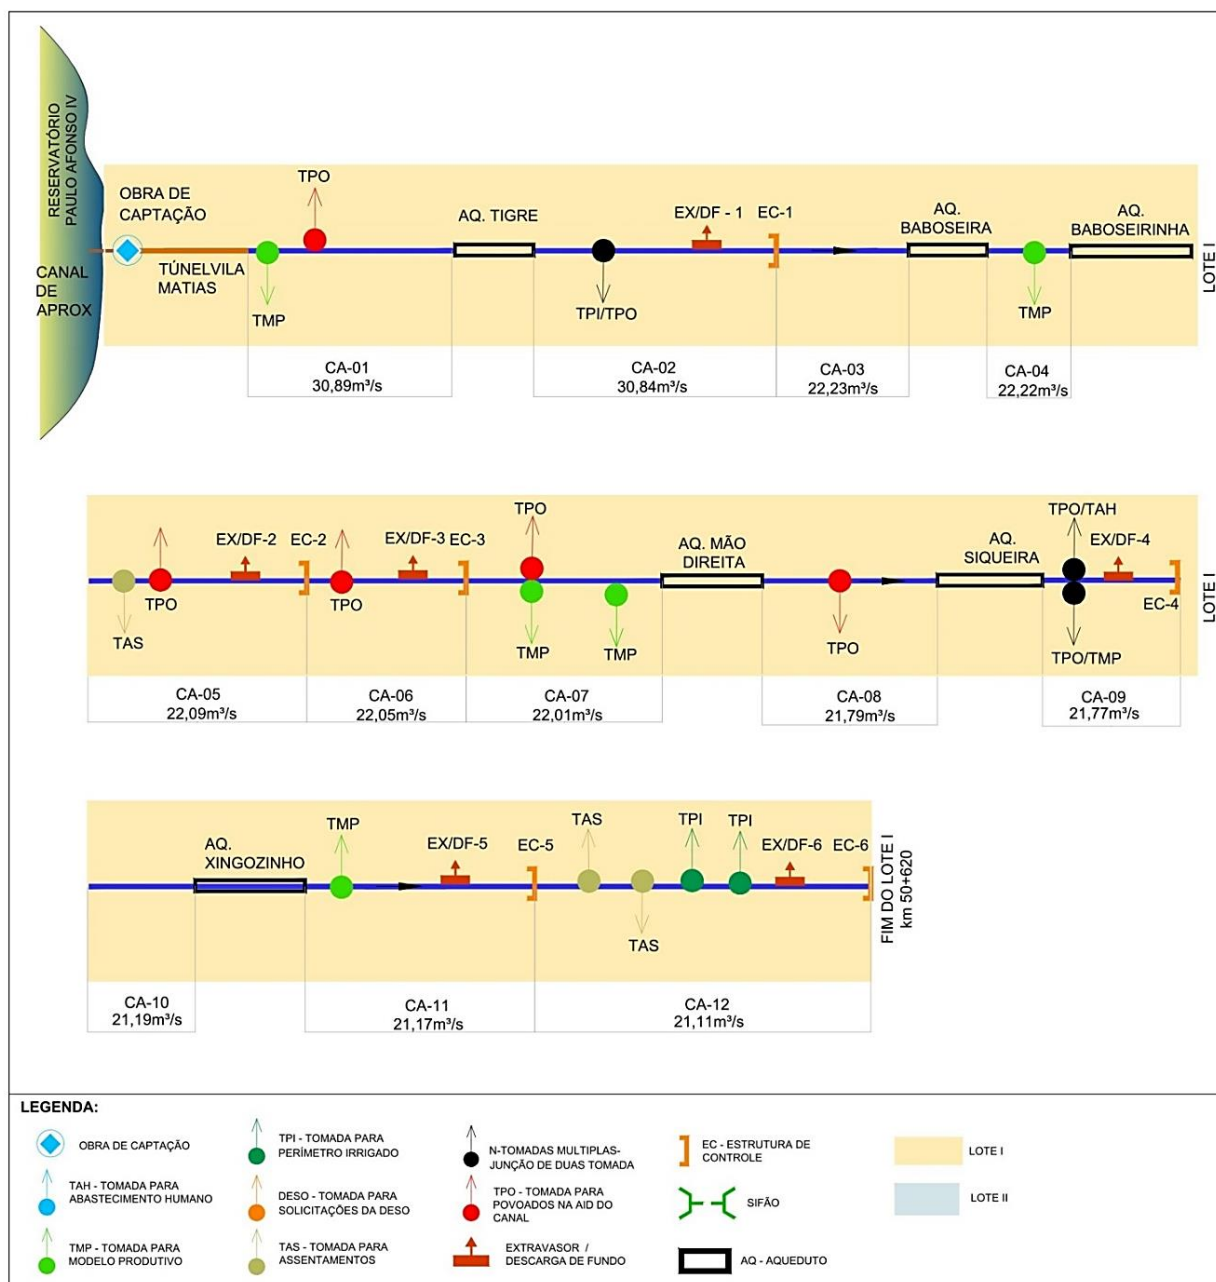 RESERVATÓRIO
PAULO AFONSO IV
CANAL
DE
APROX
OBRA DE
CAPTAÇÃO
TÚNELVILA
MATIAS
TMP
TPO
AQ. TIGRE
TPI/TPO
EX/DF - 1
EC-1
AQ.
BABOSEIRA
TMP
AQ.
BABOSEIRINHA
LOTE I
CA-01
30,89m³/s
CA-02
30,84m³/s
CA-03
22,23m³/s
CA-04
22,22m³/s
TAS
TPO
EX/DF-2
EC-2
TPO
EX/DF-3
EC-3
TPO
TMP
TMP
AQ. MÃO
DIREITA
TPO
AQ.
SIQUEIRA
TPO/TAH
TPO/TMP
EX/DF-4
EC-4
LOTE I
CA-05
22,09m³/s
CA-06
22,05m³/s
CA-07
22,01m³/s
CA-08
21,79m³/s
CA-09
21,77m³/s
AQ.
XINGOZINHO
TMP
EX/DF-5
EC-5
TAS
TAS
TPI
TPI
EX/DF-6
EC-6
FIM DO LOTE I
km 50+620
CA-10
21,19m³/s
CA-11
21,17m³/s
CA-12
21,11m³/s
LEGENDA:
OBRA DE CAPTAÇÃO
TAH - TOMADA PARA
ABASTECIMENTO HUMANO
TMP - TOMADA PARA
MODELO PRODUTIVO
TPI - TOMADA PARA
PERÍMETRO IRRIGADO
DESO - TOMADA PARA
SOLICITAÇÕES DA DESO
TAS - TOMADA PARA
ASSENTAMENTOS
N-TOMADAS MULTIPLAS-
JUNÇÃO DE DUAS TOMADA
TPO - TOMADA PARA
POVOADOS NA AID DO
CANAL
EXTRAVASOR /
DESCARGA DE FUNDO
EC - ESTRUTURA DE
CONTROLE
SIFÃO
AQ - AQUEDUTO
LOTE I
LOTE II